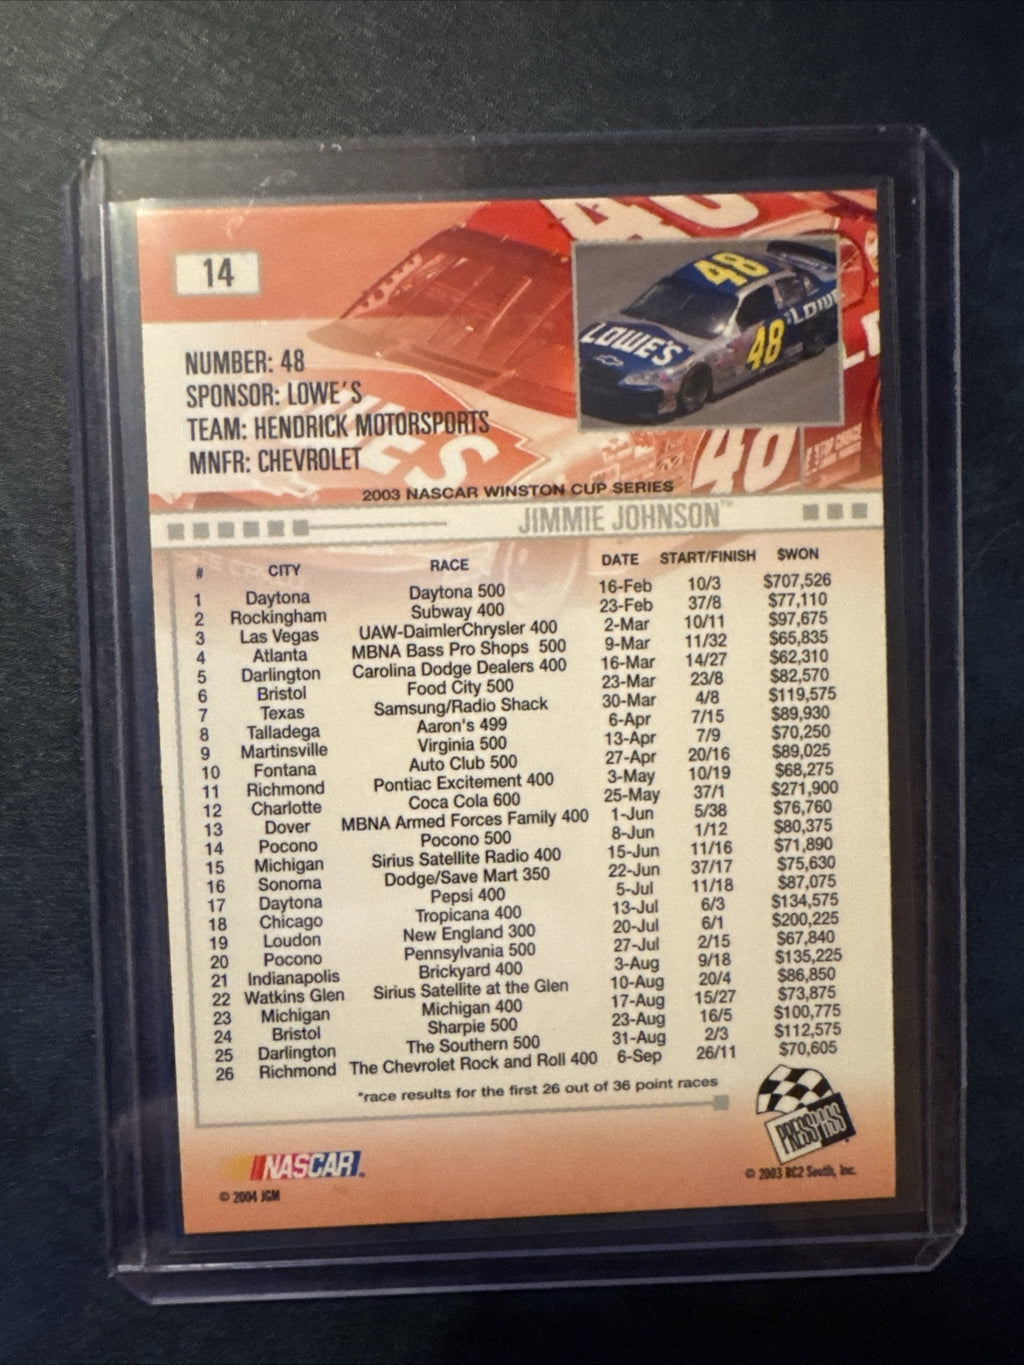 14
NUMBER: 48
SPONSOR: LOWE'S
TEAM: HENDRICK MOTORSPORTS
MNFR: CHEVROLET
48
LOWE'S
48
LOWE
48
2003 NASCAR WINSTON CUP SERIES
JIMMIE JOHNSON™
# CITY RACE DATE START/FINISH $WON
1 Daytona Daytona 500 16-Feb 10/3 $707,526
2 Rockingham Subway 400 23-Feb 37/8 $77,110
3 Las Vegas UAW-DaimlerChrysler 400 2-Mar 10/11 $97,675
4 Atlanta MBNA Bass Pro Shops 500 9-Mar 11/32 $65,835
5 Darlington Carolina Dodge Dealers 400 16-Mar 14/27 $62,310
6 Bristol Food City 500 23-Mar 23/8 $82,570
7 Texas Samsung/Radio Shack 30-Mar 4/8 $119,575
8 Talladega Aaron's 499 6-Apr 7/15 $89,930
9 Martinsville Virginia 500 13-Apr 7/9 $70,250
10 Fontana Auto Club 500 27-Apr 20/16 $89,025
11 Richmond Pontiac Excitement 400 3-May 10/19 $68,275
12 Charlotte Coca Cola 600 25-May 37/1 $271,900
13 Dover MBNA Armed Forces Family 400 1-Jun 5/38 $76,760
14 Pocono Pocono 500 8-Jun 1/12 $80,375
15 Michigan Sirius Satellite Radio 400 15-Jun 11/16 $71,890
16 Sonoma Dodge/Save Mart 350 22-Jun 37/17 $75,630
17 Daytona Pepsi 400 5-Jul 11/18 $87,075
18 Chicago Tropicana 400 13-Jul 6/3 $134,575
19 Loudon New England 300 20-Jul 6/1 $200,225
20 Pocono Pennsylvania 500 27-Jul 2/15 $67,840
21 Indianapolis Brickyard 400 3-Aug 9/18 $135,225
22 Watkins Glen Sirius Satellite at the Glen 10-Aug 20/4 $86,850
23 Michigan Michigan 400 17-Aug 15/27 $73,875
24 Bristol Sharpie 500 23-Aug 16/5 $100,775
25 Darlington The Southern 500 31-Aug 2/3 $112,575
26 Richmond The Chevrolet Rock and Roll 400 6-Sep 26/11 $70,605
*race results for the first 26 out of 36 point races
PRESS PASS
NASCAR.
© 2003 RC2 South, Inc.
© 2004 JGM